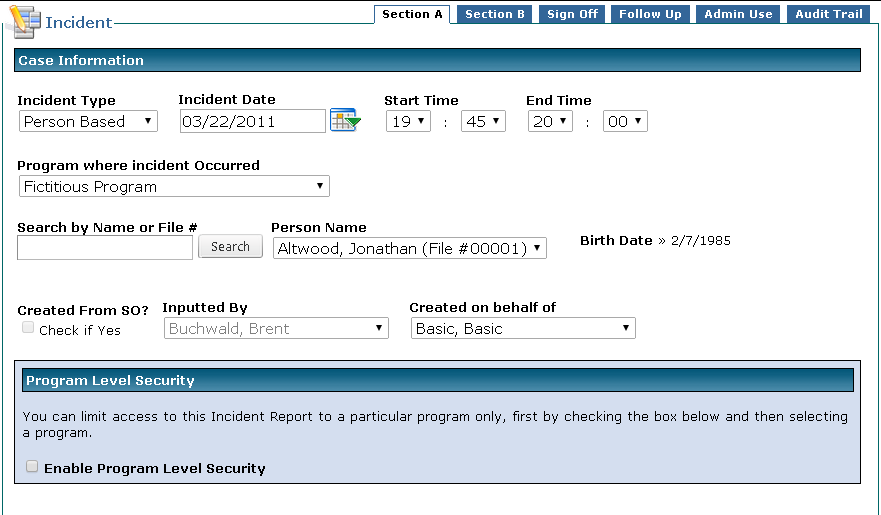 Incident
Section A Section B Sign Off Follow Up Admin Use Audit Trail
Case Information
Incident Type Incident Date Start Time End Time
Person Based 03/22/2011 19 : 45 20 : 00
Program where incident Occurred
Fictitious Program
Search by Name or File # Person Name
Search Altwood, Jonathan (File #00001) Birth Date » 2/7/1985
Created From SO? Inputted By Created on behalf of
Check if Yes Buchwald, Brent Basic, Basic
Program Level Security
You can limit access to this Incident Report to a particular program only, first by checking the box below and then selecting
a program.
Enable Program Level Security